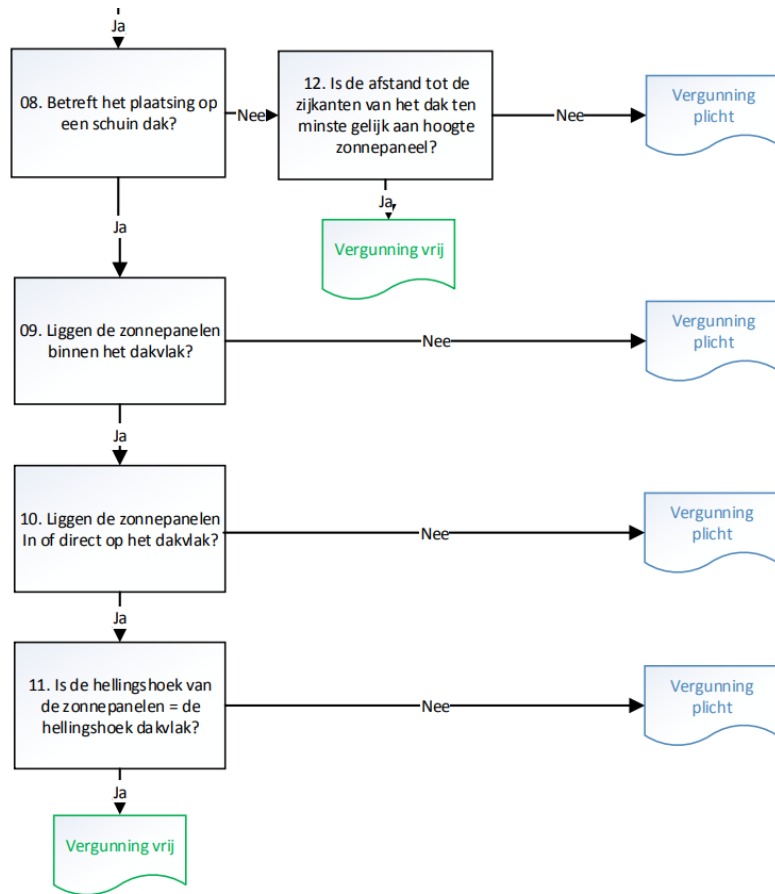 Ja
08. Betreft het plaatsing op
een schuin dak?
Nee
12. Is de afstand tot de
zijkanten van het dak ten
minste gelijk aan hoogte
zonnepaneel?
Nee
Vergunning
plicht
Ja
Vergunning vrij
Ja
09. Liggen de zonnepanelen
binnen het dakvlak?
Nee
Vergunning
plicht
Ja
10. Liggen de zonnepanelen
In of direct op het dakvlak?
Nee
Vergunning
plicht
Ja
11. Is de hellingshoek van
de zonnepanelen = de
hellingshoek dakvlak?
Nee
Vergunning
plicht
Ja
Vergunning vrij